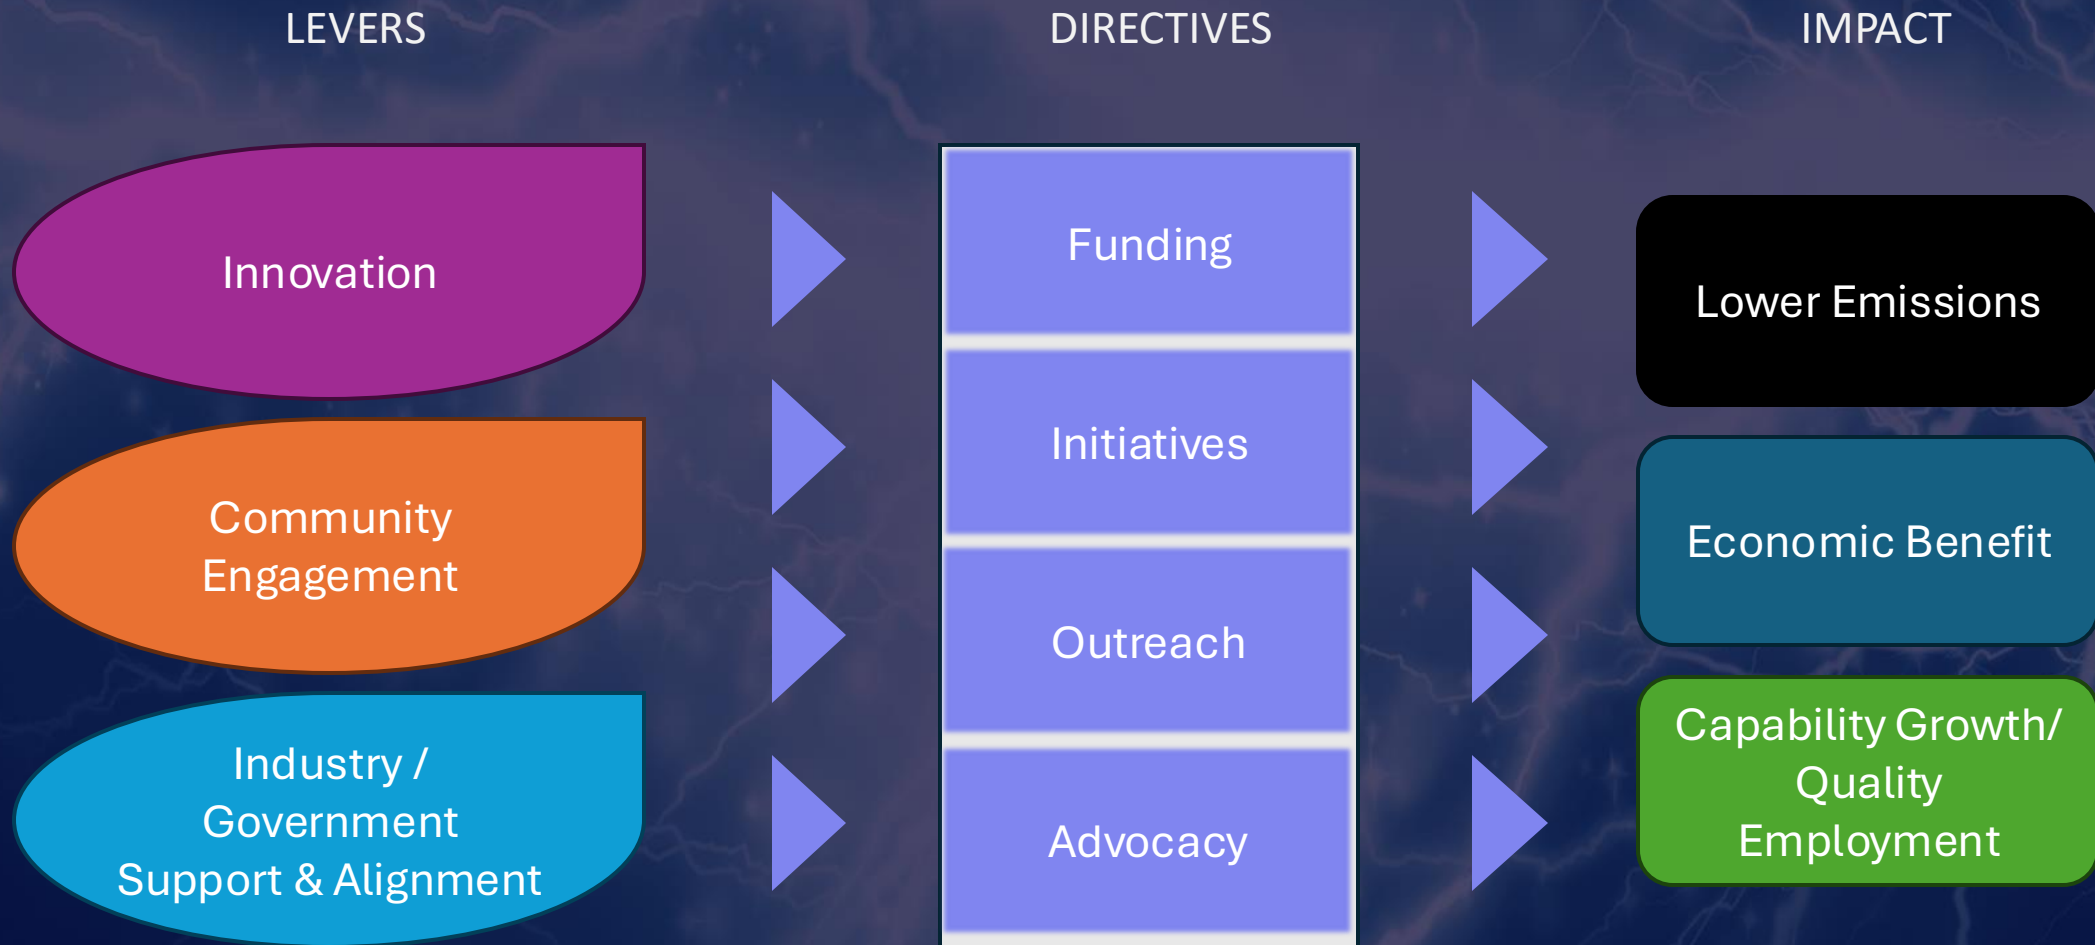 LEVERS
DIRECTIVES
IMPACT
Innovation
Community
Engagement
Industry /
Government
Support & Alignment
Funding
Initiatives
Outreach
Advocacy
Lower Emissions
Economic Benefit
Capability Growth/
Quality
Employment